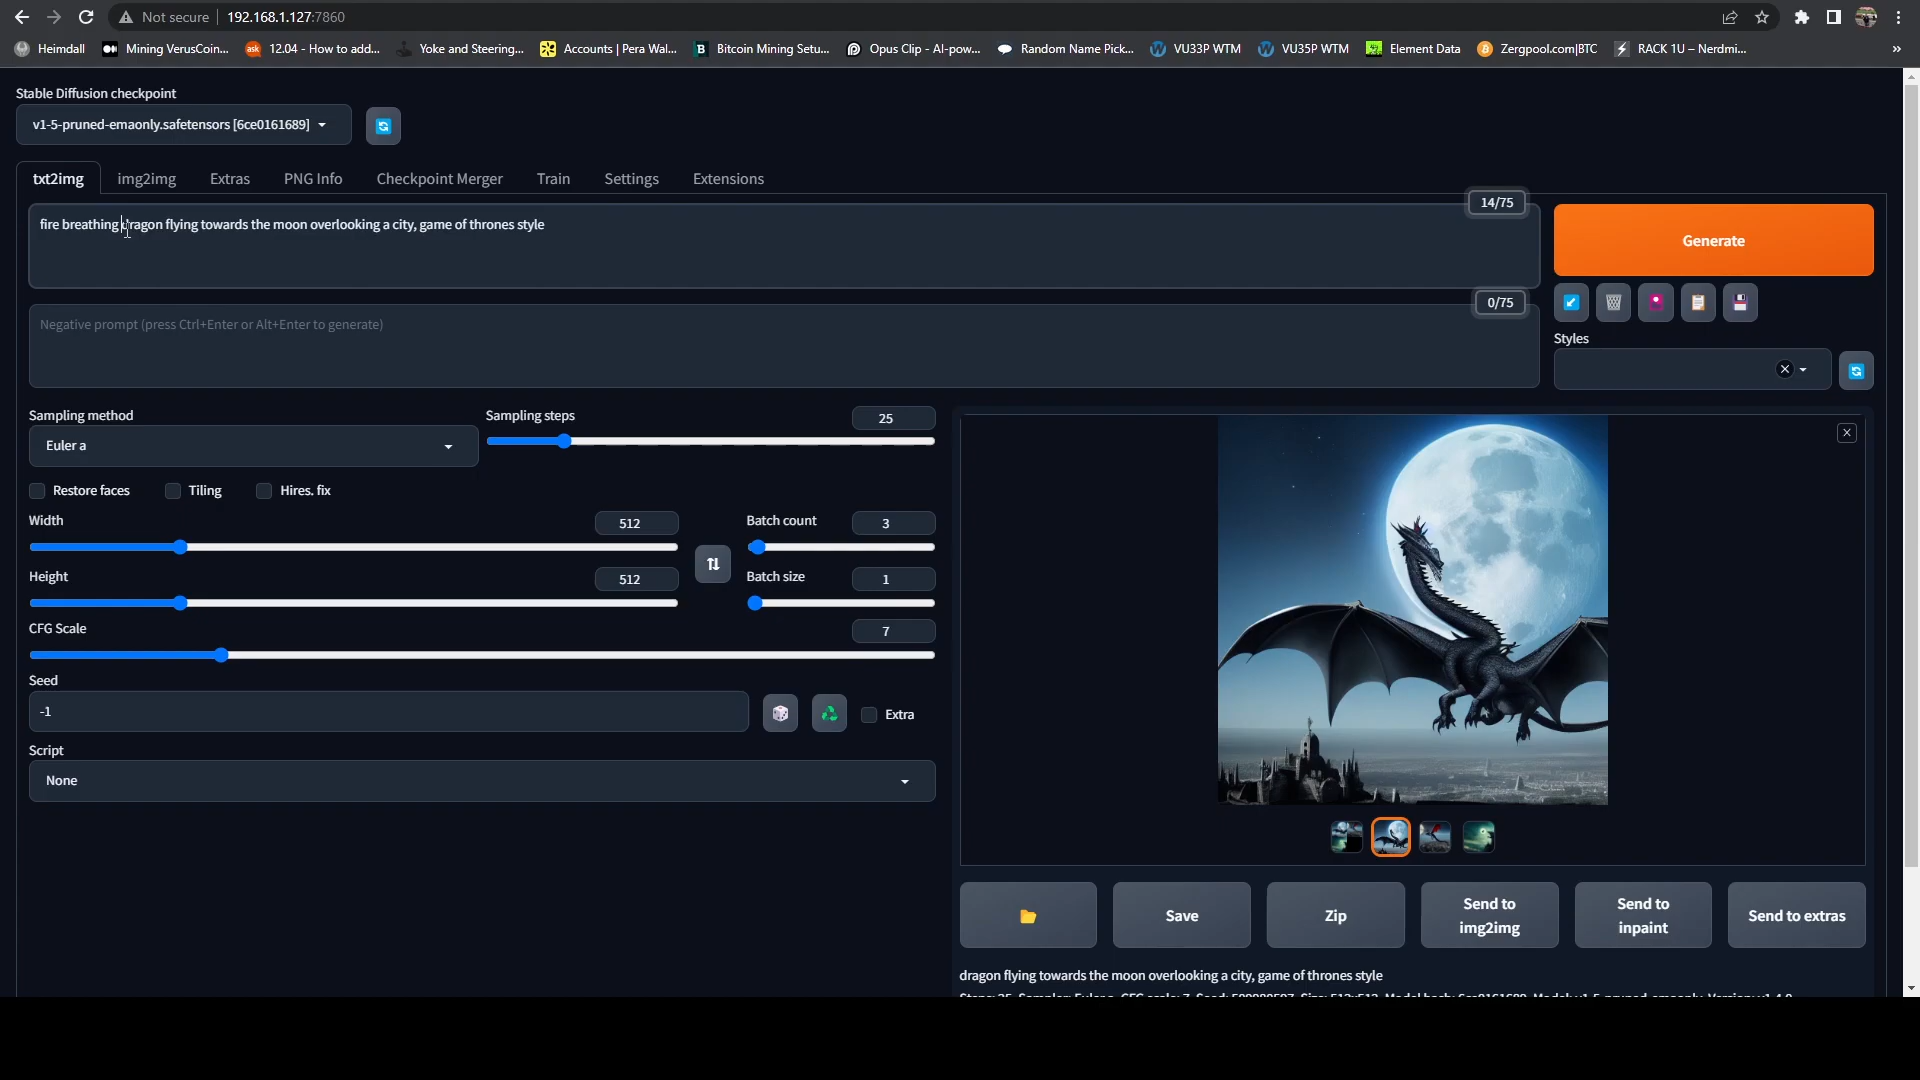 Not secure
192.168.1.127:7860
Heimdall
Mining VerusCoin...
ask
12.04 - How to add...
Yoke and Steering...
Accounts | Pera Wal...
B
Bitcoin Mining Setu...
Opus Clip - AI-pow...
Random Name Pick...
VU33P WTM
VU35P WTM
Element Data
Zergpool.com|BTC
RACK 1U – Nerdmi...
»
Stable Diffusion checkpoint
v1-5-pruned-emaonly.safetensors [6ce0161689]
txt2img
img2img
Extras
PNG Info
Checkpoint Merger
Train
Settings
Extensions
14/75
fire breathing dragon flying towards the moon overlooking a city, game of thrones style
Generate
0/75
Negative prompt (press Ctrl+Enter or Alt+Enter to generate)
Styles
Sampling method
Euler a
Sampling steps
25
Restore faces
Tiling
Hires. fix
Width
512
Batch count
3
Height
512
Batch size
1
CFG Scale
7
Seed
-1
Extra
Script
None
Save
Zip
Send to
img2img
Send to
inpaint
Send to extras
dragon flying towards the moon overlooking a city, game of thrones style